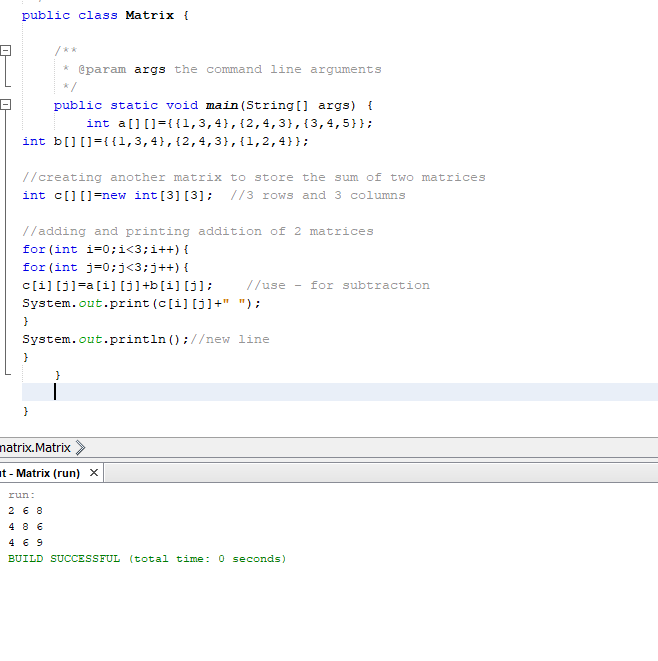 public class Matrix {
/**
* @param args the command line arguments
*/
public static void main(String[] args) {
int a[][]={{1,3,4},{2,4,3},{3,4,5}};
int b[][]={{1,3,4},{2,4,3},{1,2,4}};
//creating another matrix to store the sum of two matrices
int c[][]=new int[3][3];  //3 rows and 3 columns
//adding and printing addition of 2 matrices
for(int i=0;i<3;i++){
for(int j=0;j<3;j++){
c[i][j]=a[i][j]+b[i][j];    //use - for subtraction
System.out.print(c[i][j]+" ");
}
System.out.println();//new line
}
}
}
matrix.Matrix
t - Matrix (run)
run:
2 6 8
4 8 6
4 6 9
BUILD SUCCESSFUL (total time: 0 seconds)